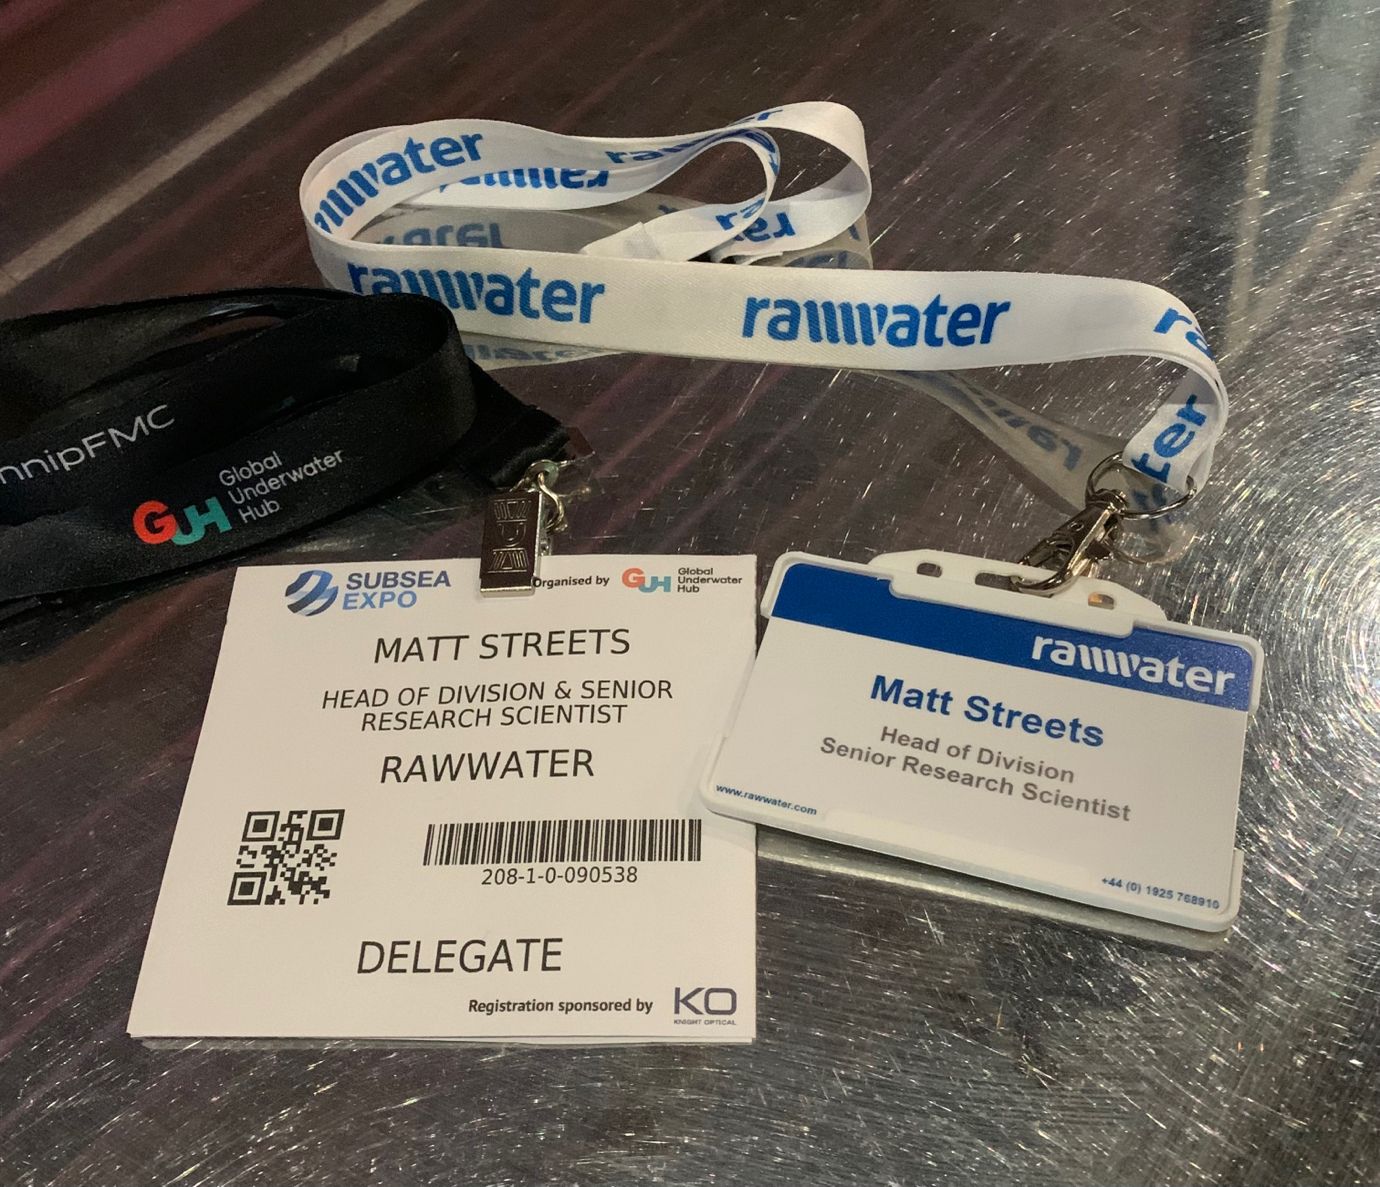 rawwater
rawwater
rawwater
rawwater
GUH Global
Underwater
Hub
SUBSEA
EXPO
Organised by
GUH Global
Underwater
Hub
MATT STREETS
HEAD OF DIVISION & SENIOR
RESEARCH SCIENTIST
RAWWATER
208-1-0-090538
DELEGATE
Registration sponsored by
KO
KNIGHT OPTICAL
rawwater
Matt Streets
Head of Division
Senior Research Scientist
www.rawwater.com
+44 (0) 1925 768910